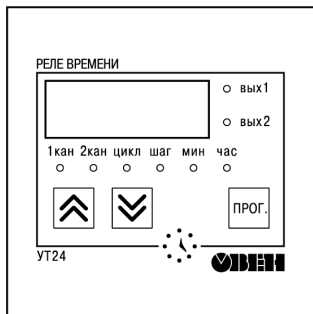 РЕЛЕ ВРЕМЕНИ
вых1
вых2
1кан 2кан цикл шаг мин час
ПРОГ.
УТ24
ОВЕН